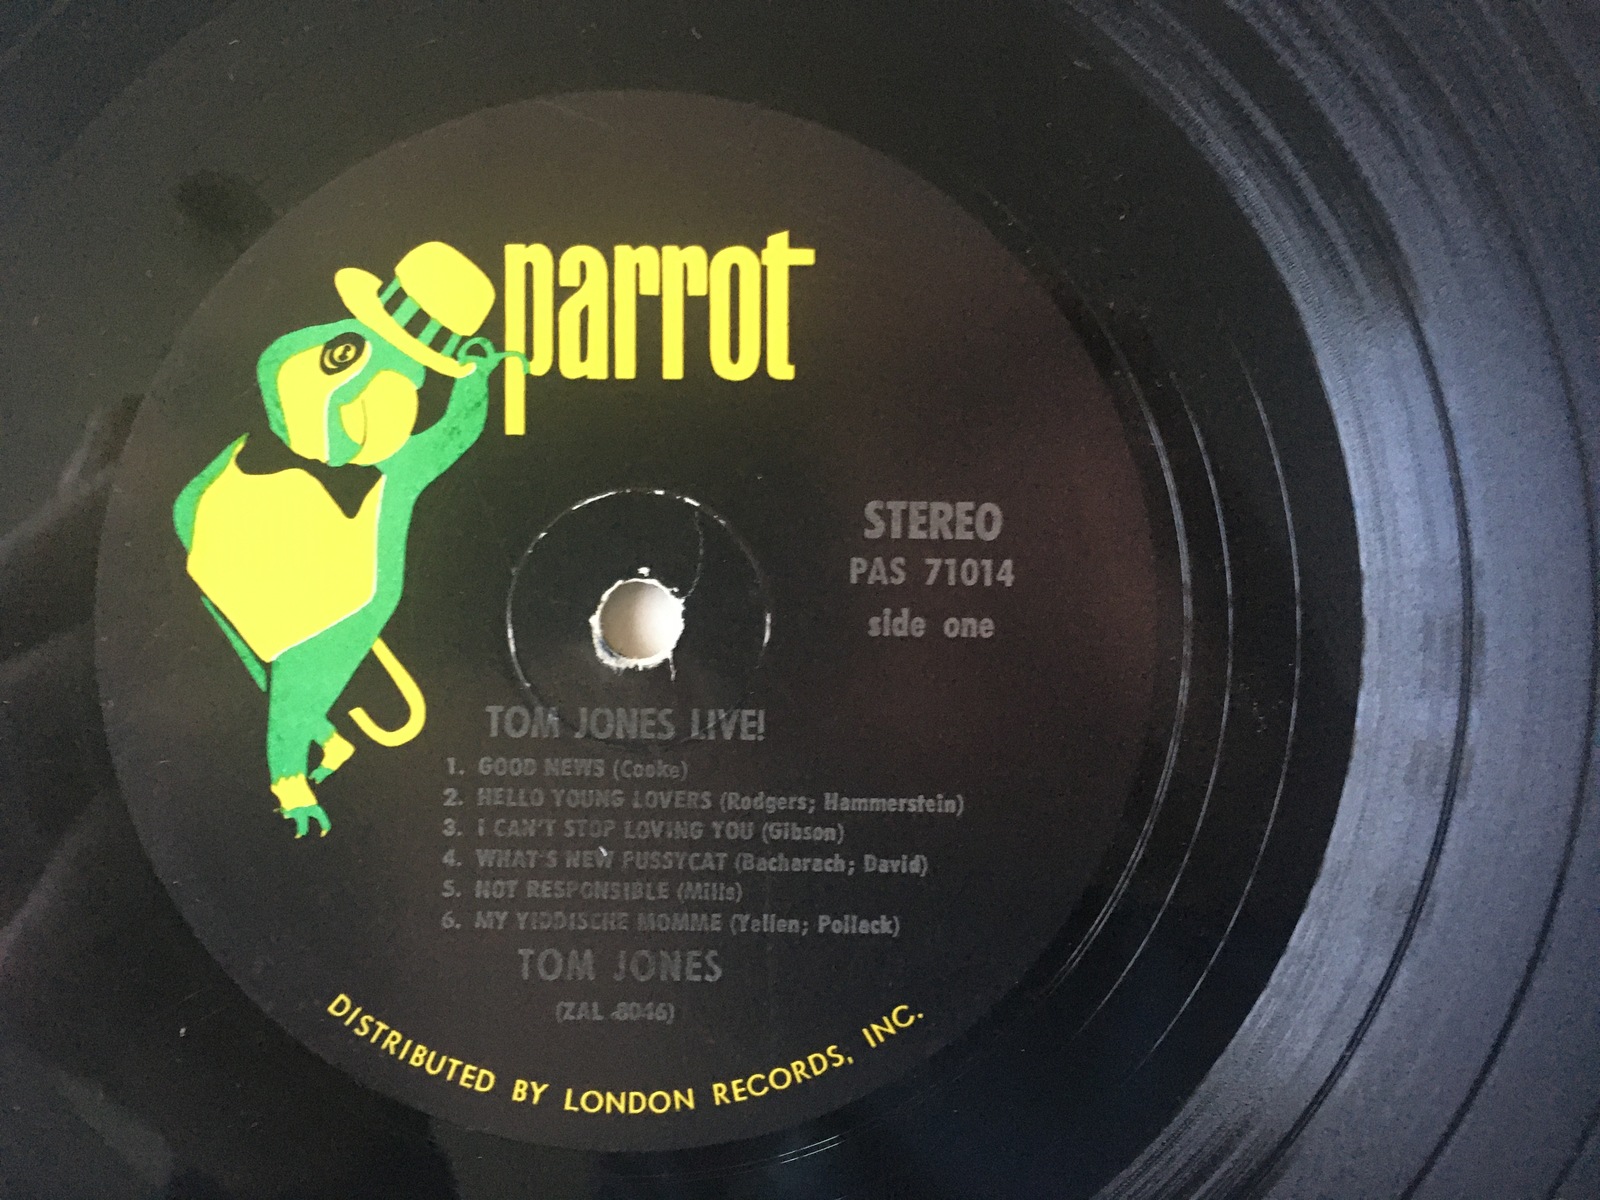 parrot
STEREO
PAS 71014
side one
TOM JONES LIVE!
1. GOOD NEWS (Cooke)
2. HELLO YOUNG LOVERS (Rodgers; Hammerstein)
3. I CAN'T STOP LOVING YOU (Gibson)
4. WHAT'S NEW PUSSYCAT (Bacharach; David)
5. NOT RESPONSIBLE (Mills)
6. MY YIDDISCHE MOMME (Yellen; Pollack)
TOM JONES
(ZAL 8046)
DISTRIBUTED BY LONDON RECORDS, INC.